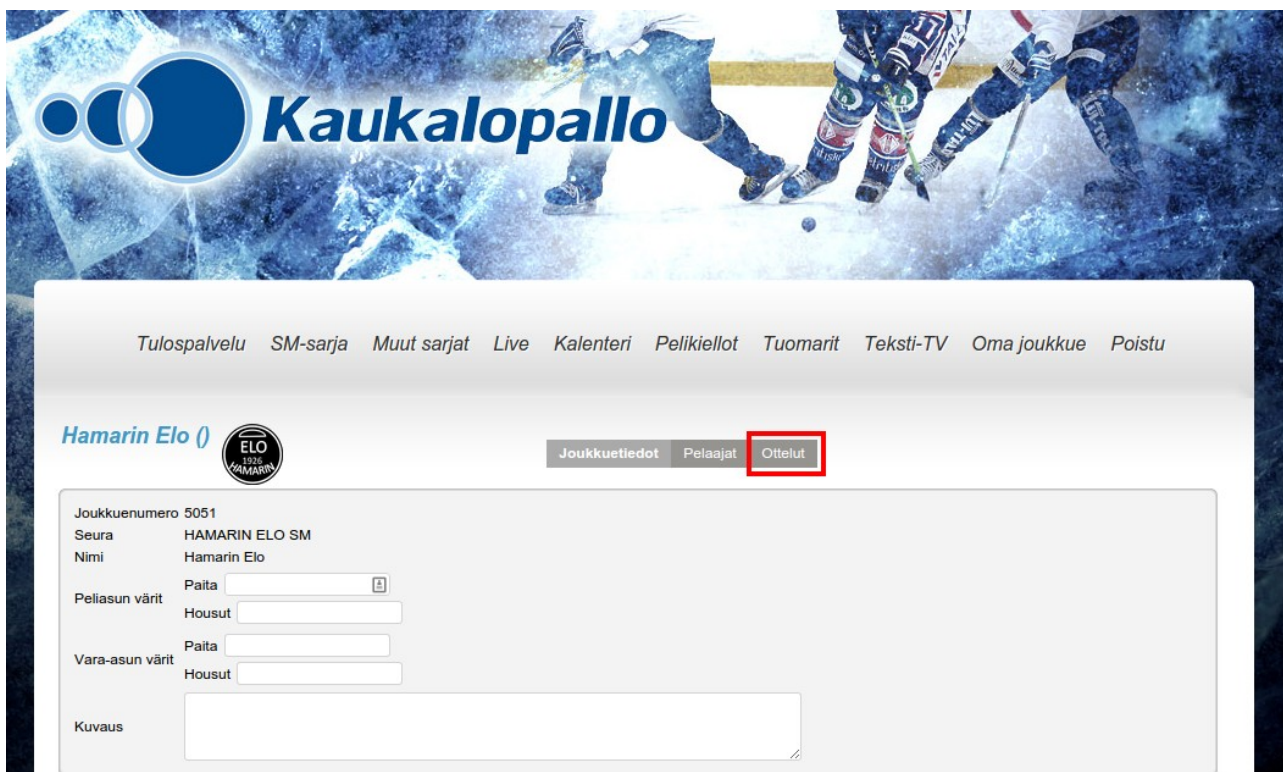 Kaukalopallo
Tulospalvelu SM-sarja Muut sarjat Live Kalenteri Pelikiellot Tuomarit Teksti-TV Oma joukkue Poistu
Hamarin Elo ()
ELO
1926
HAMARIN
Joukkuetiedot Pelaajat Ottelut
Joukkuenumero 5051
Seura HAMARIN ELO SM
Nimi Hamarin Elo
Peliasun värit Paita
Housut
Vara-asun värit Paita
Housut
Kuvaus